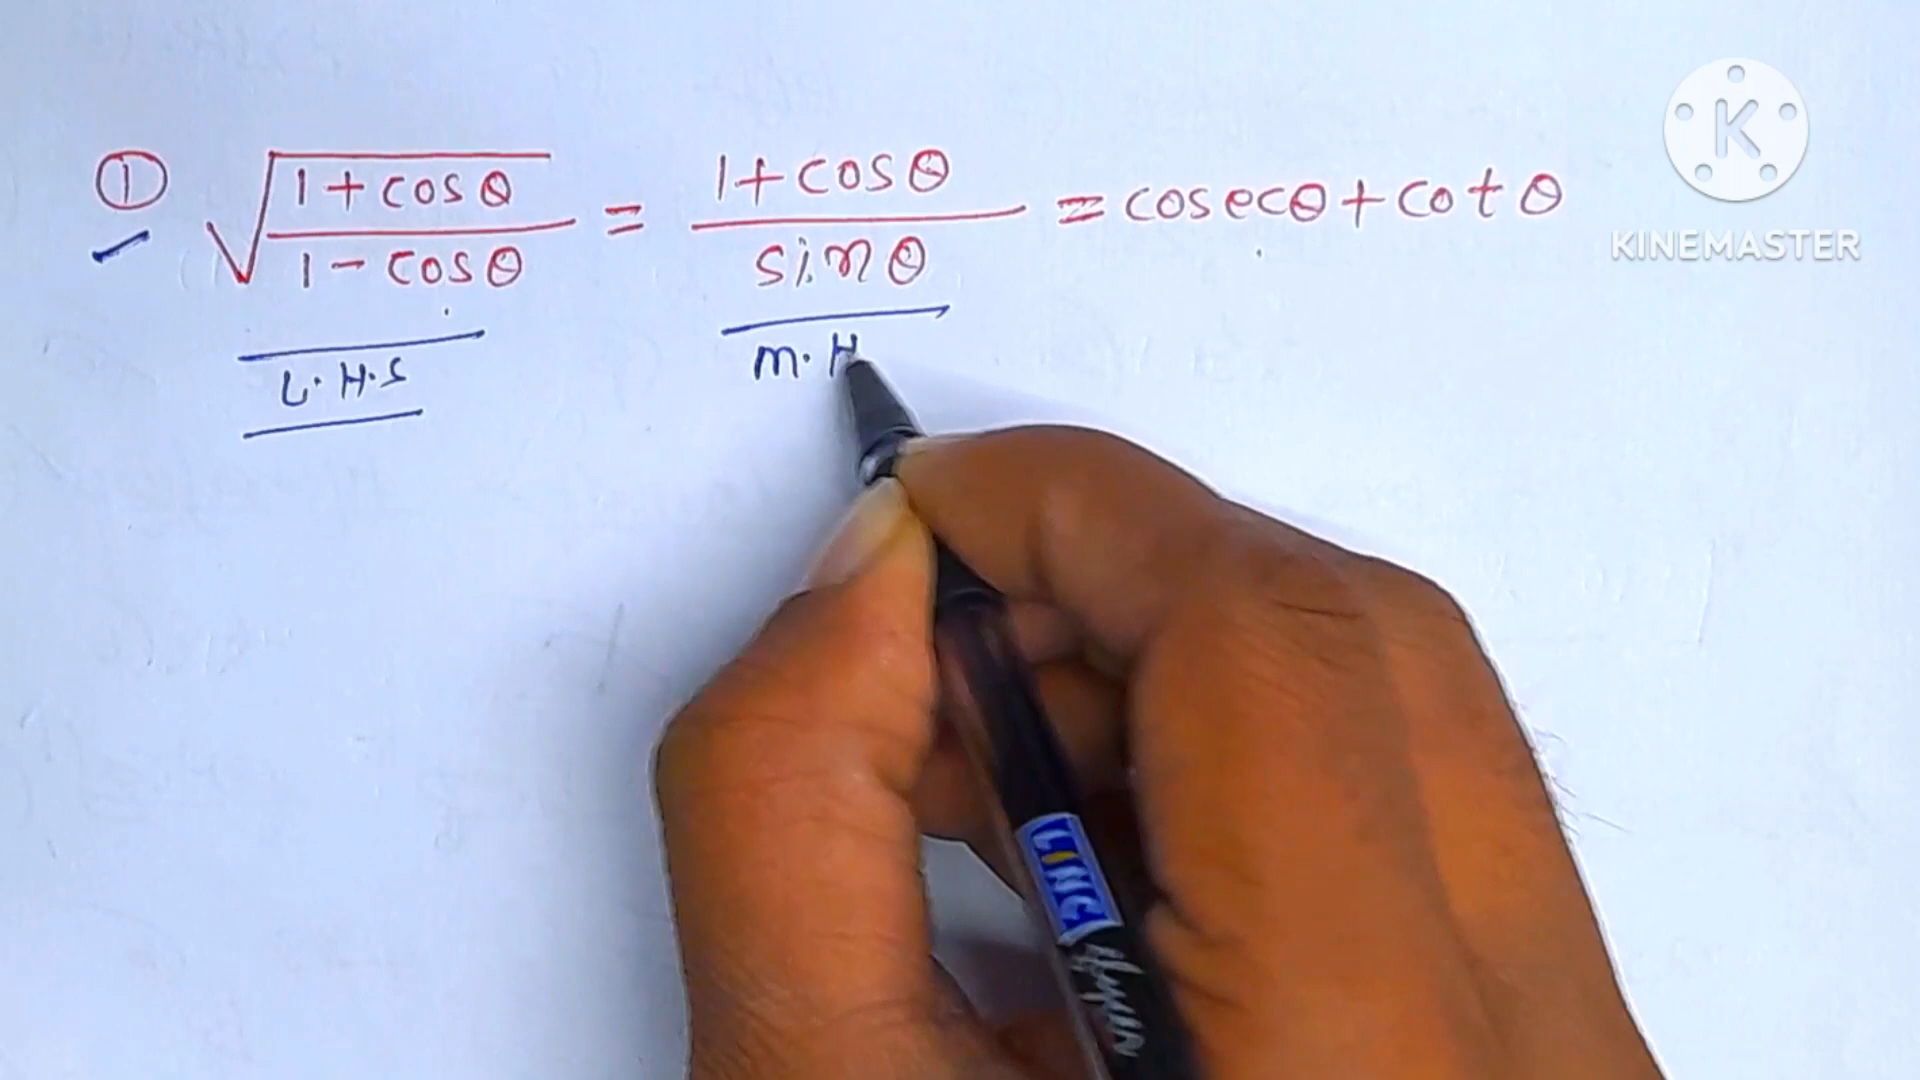 ① √(1+cosθ / 1-cosθ) = 1+cosθ / sinθ = cosecθ+cotθ
L.H.S
M.H
K
KINEMASTER
LINC